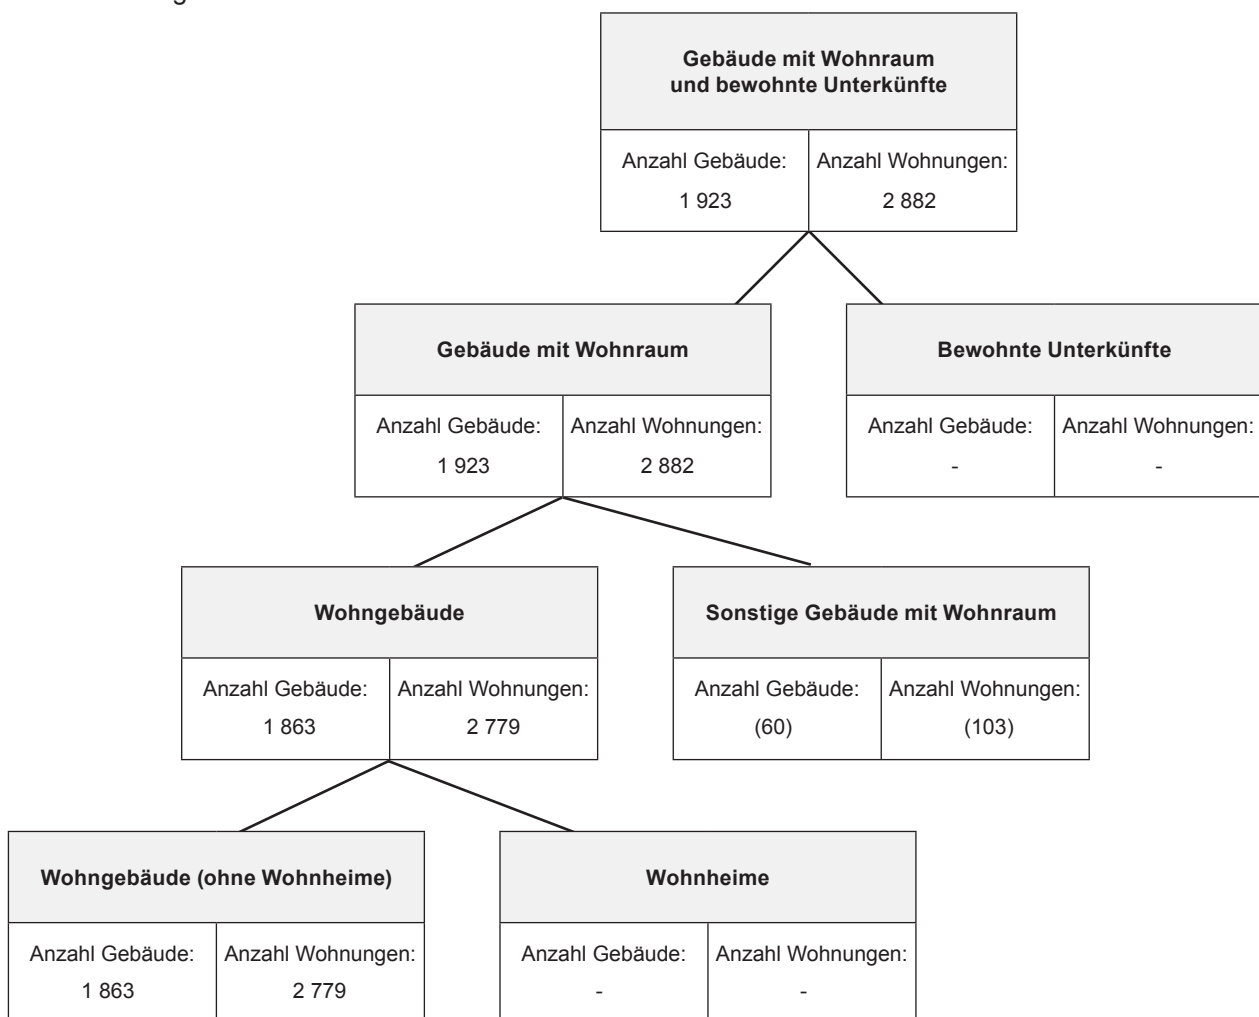 Gebäude mit Wohnraum
und bewohnte Unterkünfte
Anzahl Gebäude: Anzahl Wohnungen:
1 923 2 882
Gebäude mit Wohnraum Bewohnte Unterkünfte
Anzahl Gebäude: Anzahl Wohnungen: Anzahl Gebäude: Anzahl Wohnungen:
1 923 2 882 - -
Wohngebäude Sonstige Gebäude mit Wohnraum
Anzahl Gebäude: Anzahl Wohnungen: Anzahl Gebäude: Anzahl Wohnungen:
1 863 2 779 (60) (103)
Wohngebäude (ohne Wohnheime) Wohnheime
Anzahl Gebäude: Anzahl Wohnungen: Anzahl Gebäude: Anzahl Wohnungen:
1 863 2 779 - -